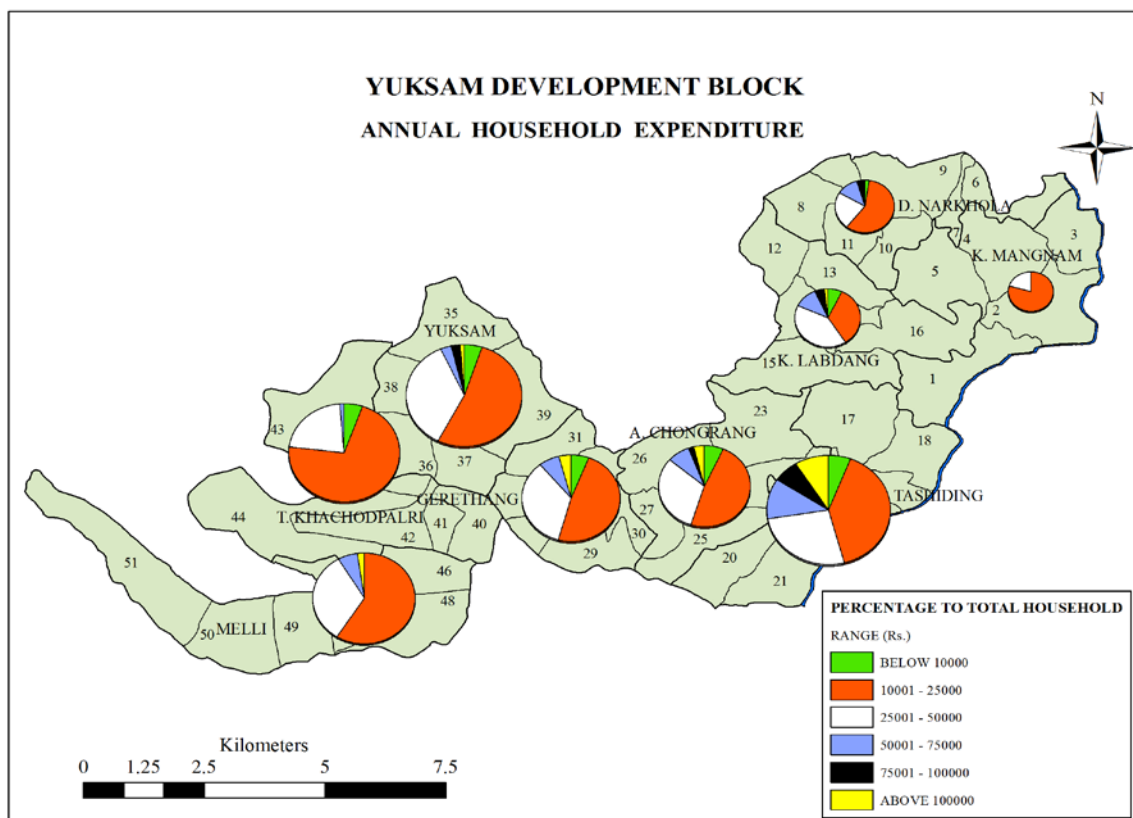 YUKSAM DEVELOPMENT BLOCK
ANNUAL HOUSEHOLD EXPENDITURE
N
9
6
8
D. NARKHOLA
3
11
10
7
4
12
K. MANGNAM
13
5
2
35
YUKSAM
16
15
K. LABDANG
1
38
23
17
39
43
31
A. CHONGRANG
18
26
36
37
GERETHANG
TASHIDING
44
T. KHACHODPALRI
41
40
27
42
30
25
51
29
20
46
21
48
50
MELLI
49
PERCENTAGE TO TOTAL HOUSEHOLD
RANGE (Rs.)
BELOW 10000
10001 - 25000
25001 - 50000
50001 - 75000
75001 - 100000
ABOVE 100000
Kilometers
0 1.25 2.5 5 7.5